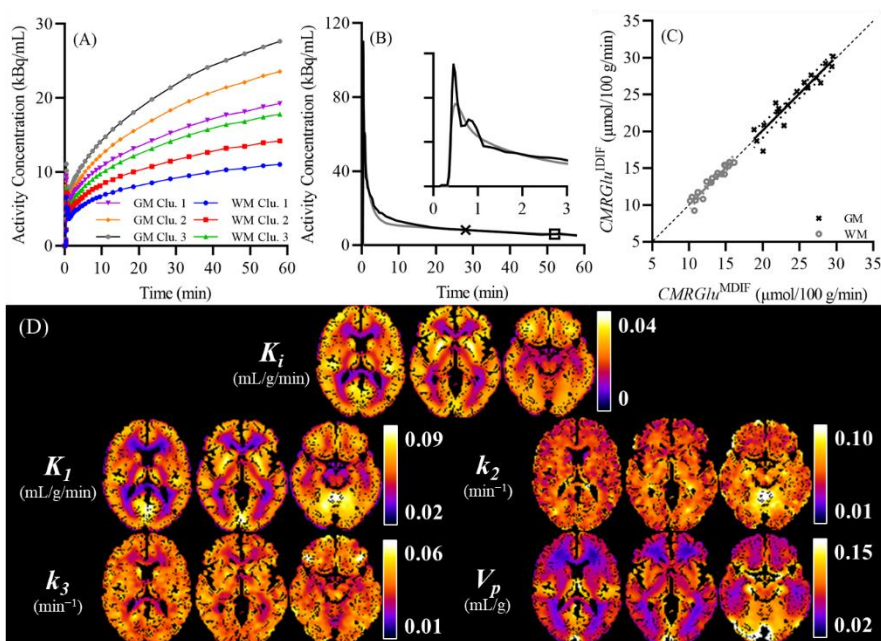 (A)
Activity Concentration (kBq/mL)
30
20
10
0
0 10 20 30 40 50 60
Time (min)
GM Clu. 1
GM Clu. 2
GM Clu. 3
WM Clu. 1
WM Clu. 2
WM Clu. 3
(B)
Activity Concentration (kBq/mL)
120
80
40
0
0 10 20 30 40 50 60
Time (min)
0 1 2 3
(C)
CMRGlu^IDIF (μmol/100 g/min)
35
30
25
20
15
10
5
5 10 15 20 25 30 35
CMRGlu^MDIF (μmol/100 g/min)
GM
WM
(D)
K_i
(mL/g/min)
0.04
0
K_1
(mL/g/min)
0.09
0.02
k_2
(min⁻¹)
0.10
0.01
k_3
(min⁻¹)
0.06
0.01
V_p
(mL/g)
0.15
0.02